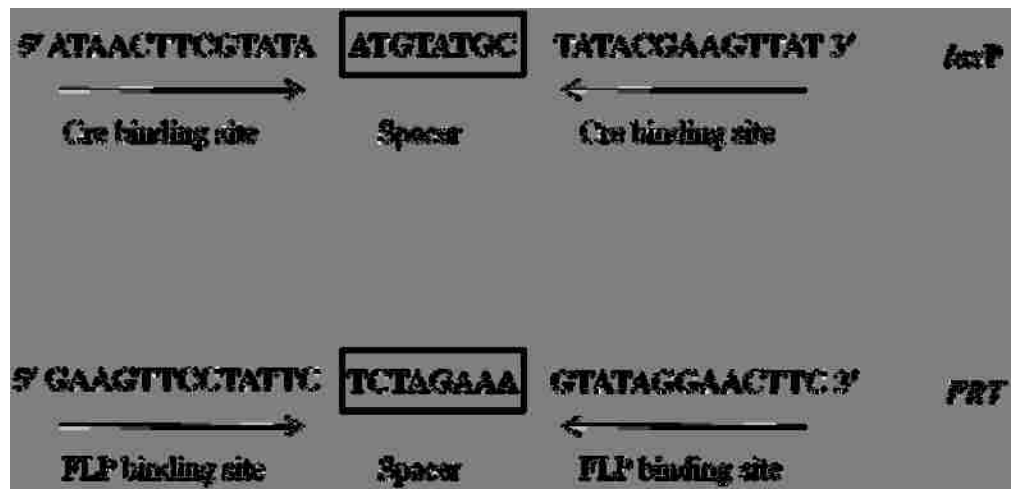 5' ATAACTTCGTATA ATGTATGC TATACGAAGTTAT 3' loxP
Cre binding site Spacer Cre binding site
5' GAAGTTCCTATTC TCTAGAAA GTATAGGAACTTC 3' FRT
FLP binding site Spacer FLP binding site